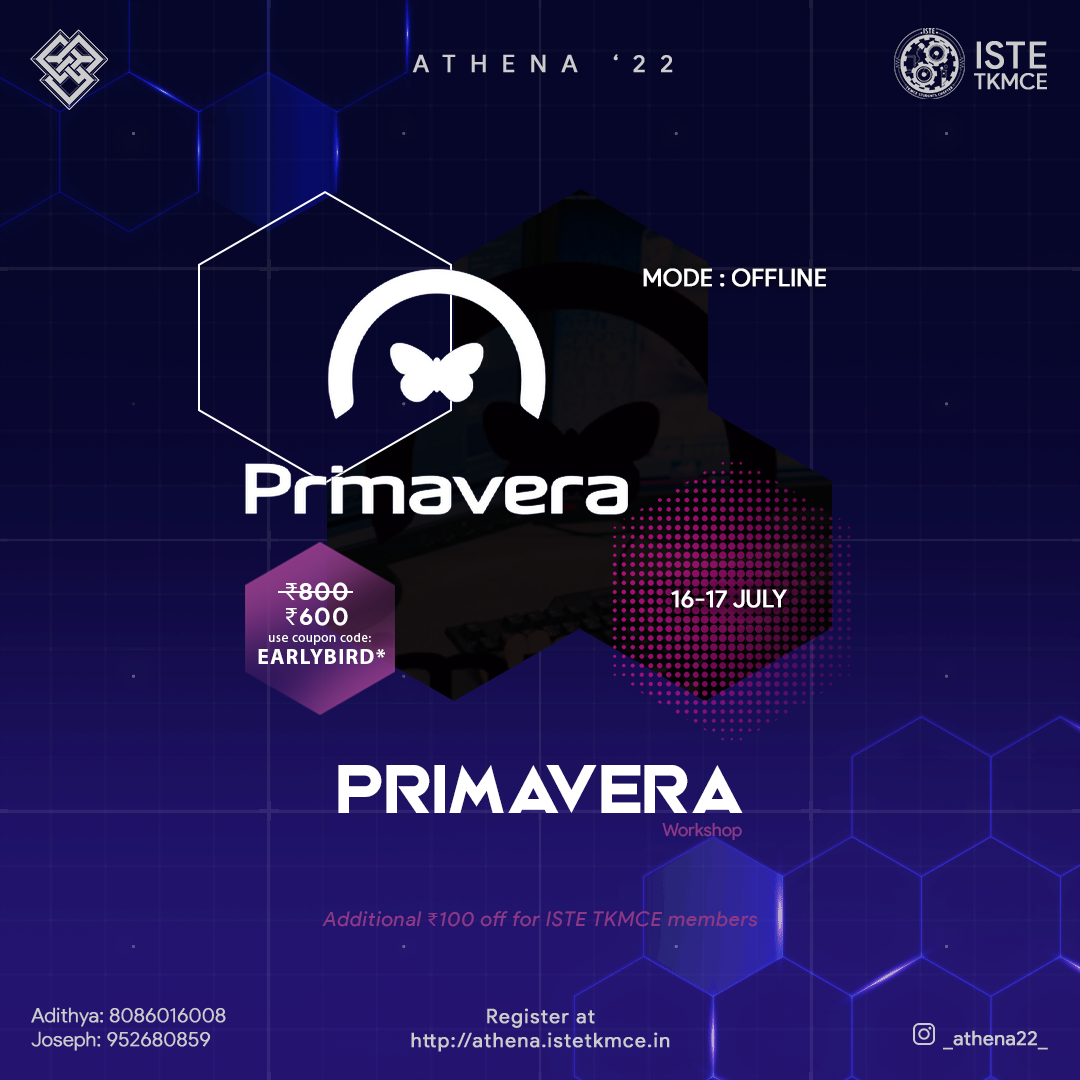 ATHENA ‘22
ISTE
TKMCE
MODE : OFFLINE
Primavera
₹800
₹600
use coupon code:
EARLYBIRD*
16-17 JULY
PRIMAVERA
Workshop
Additional ₹100 off for ISTE TKMCE members
Adithya: 8086016008
Joseph: 952680859
Register at
http://athena.istetkmce.in
_athena22_